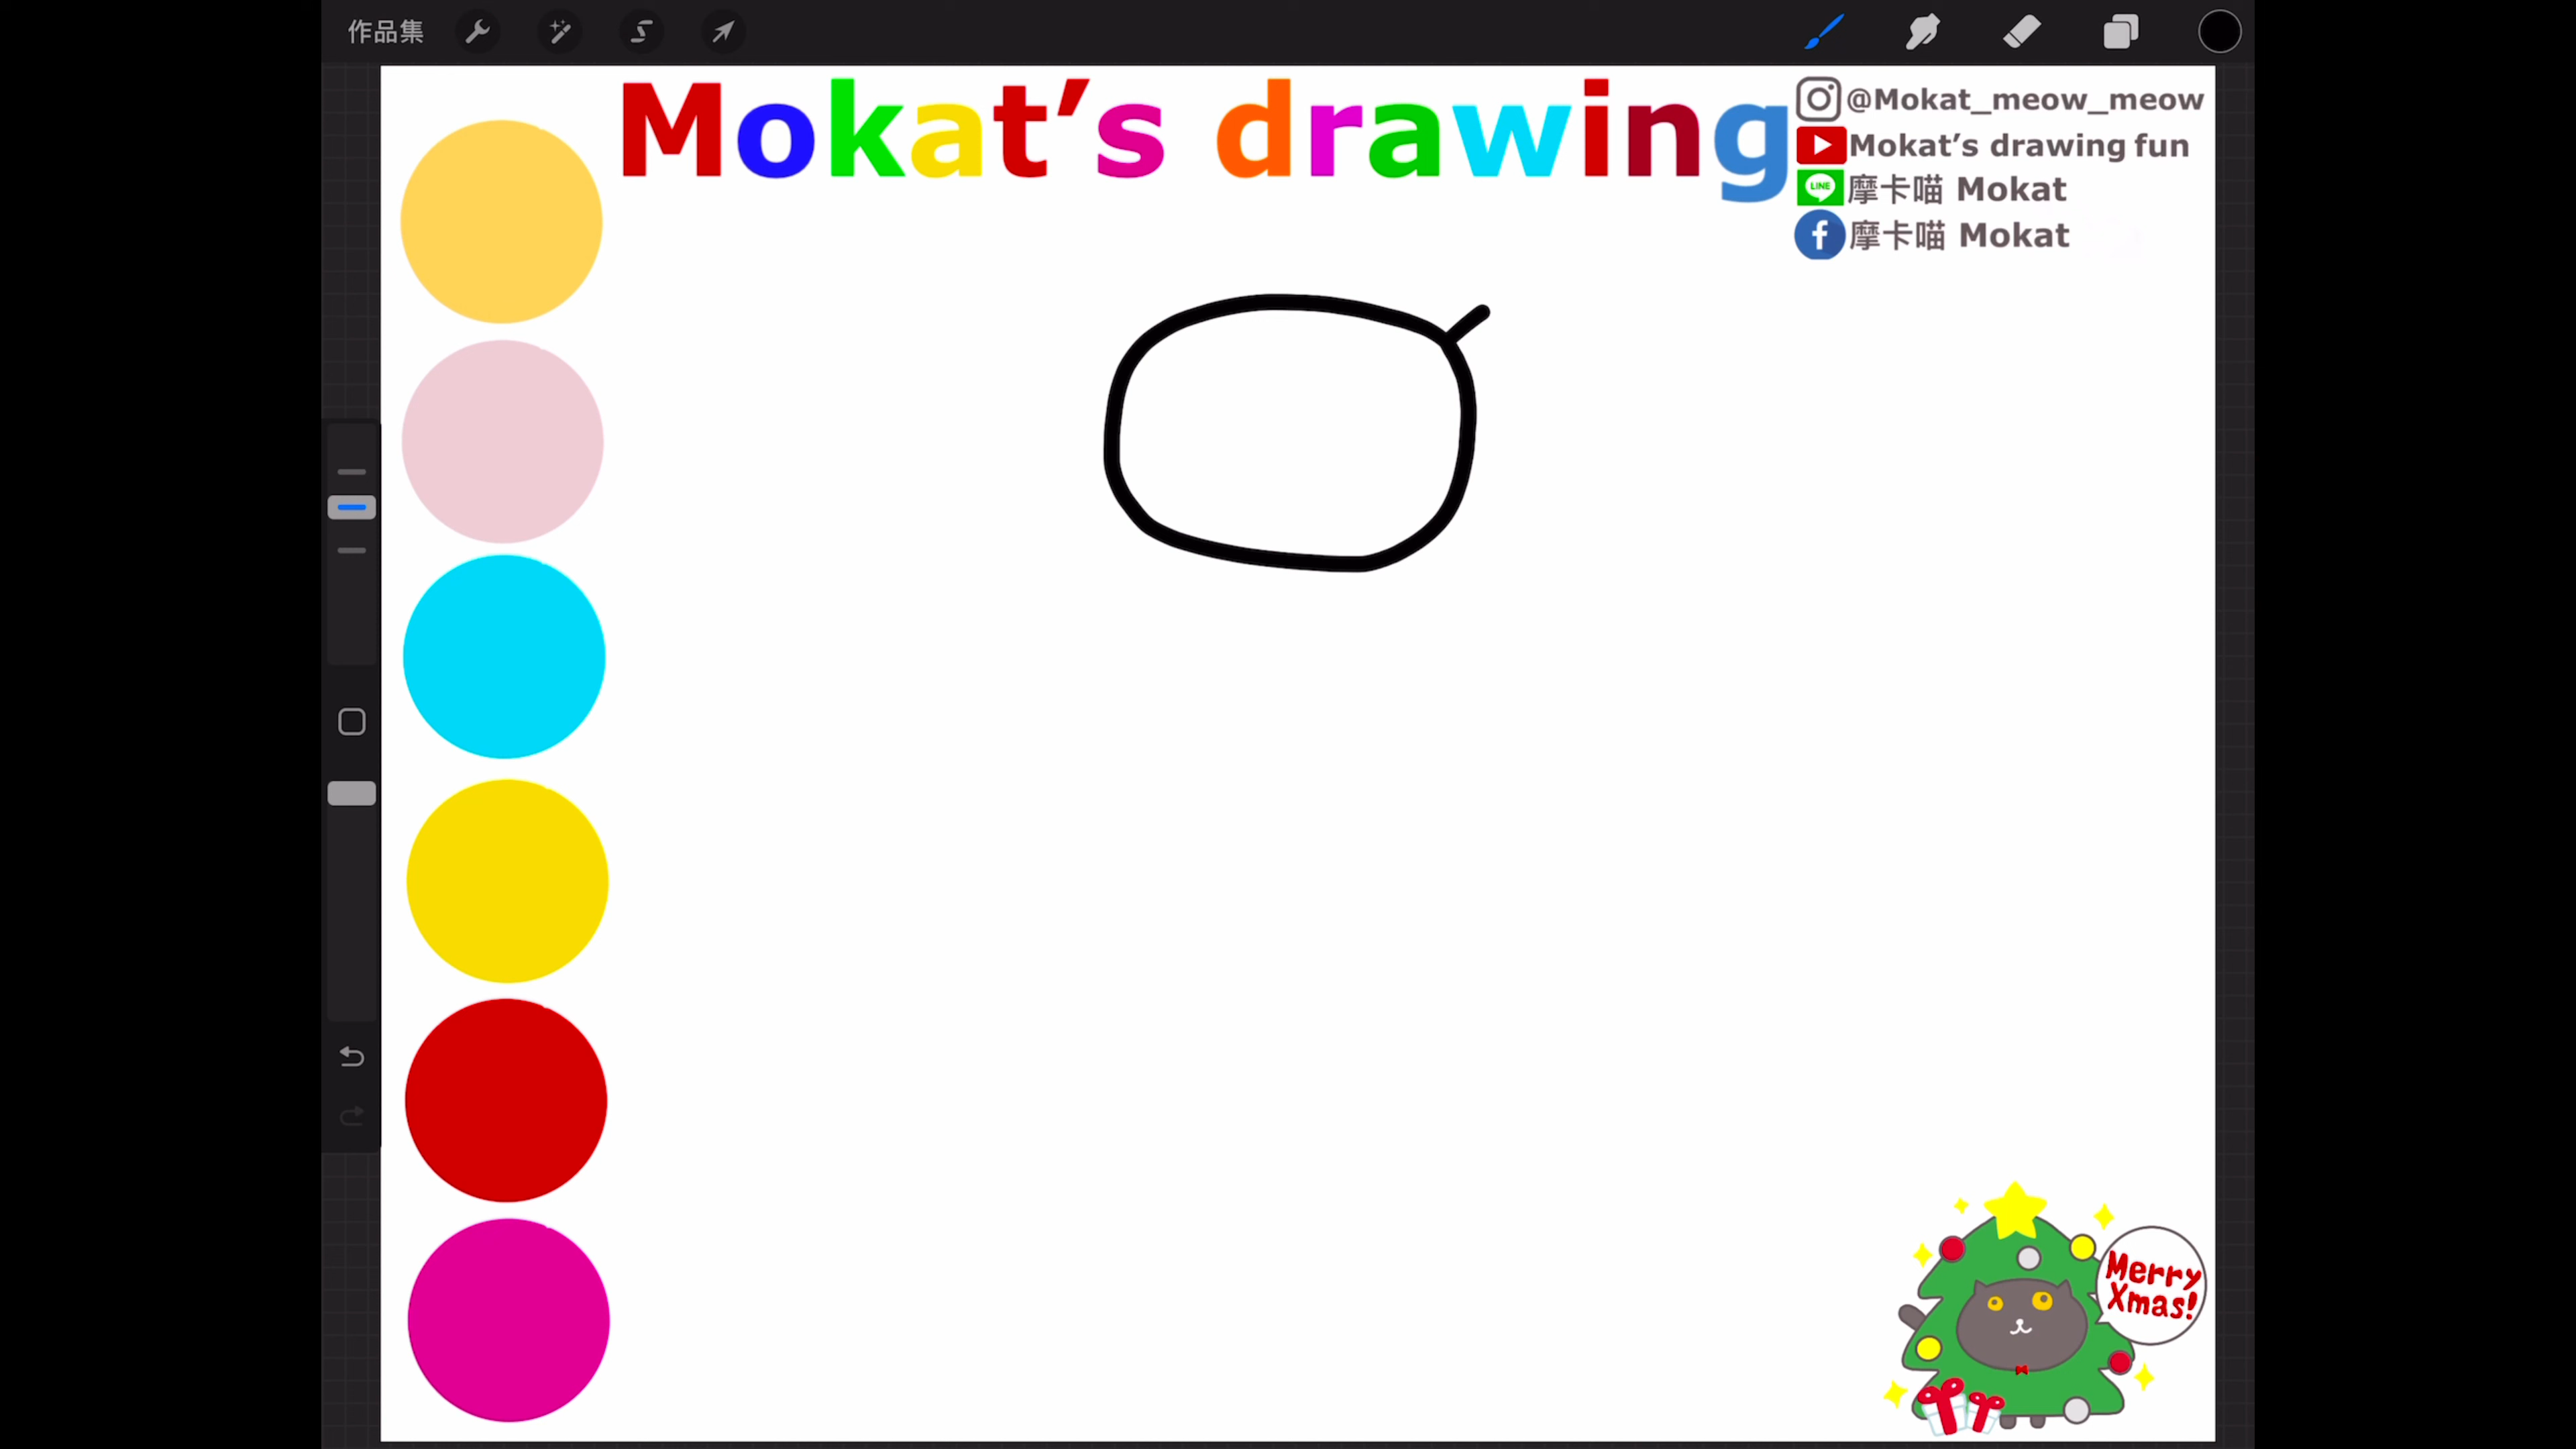 作品集
Mokat’s drawing
@Mokat_meow_meow
Mokat’s drawing fun
LINE
摩卡喵 Mokat
摩卡喵 Mokat
Merry
Xmas!